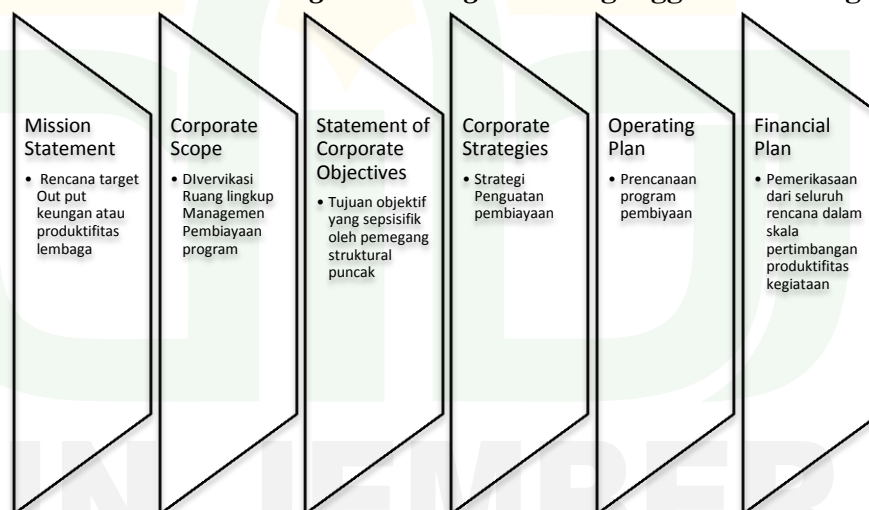 Mission
Statement
• Rencana target
Out put
keungan atau
produktifitas
lembaga
Corporate
Scope
• DIvervikasi
Ruang lingkup
Managemen
Pembiayaan
program
Statement of
Corporate
Objectives
• Tujuan objektif
yang sepsisifik
oleh pemegang
struktural
puncak
Corporate
Strategies
• Strategi
Penguatan
pembiayaan
Operating
Plan
• Prencanaan
program
pembiyaan
Financial
Plan
• Pemerikasaan
dari seluruh
rencana dalam
skala
pertimbangan
produktifitas
kegiataan
JEMBER